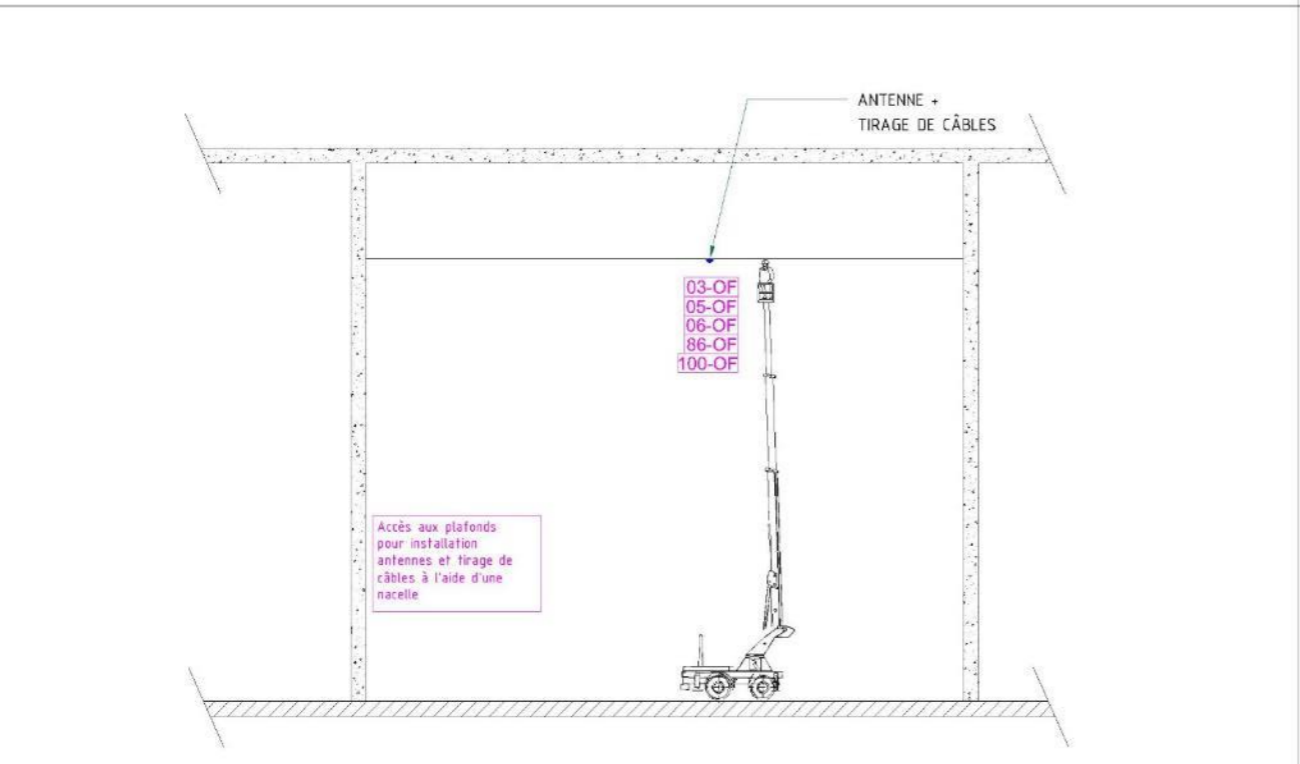 ANTENNE +
TIRAGE DE CÂBLES
03-OF
05-OF
06-OF
86-OF
100-OF
Accès aux plafonds
pour installation
antennes et tirage de
câbles à l'aide d'une
nacelle